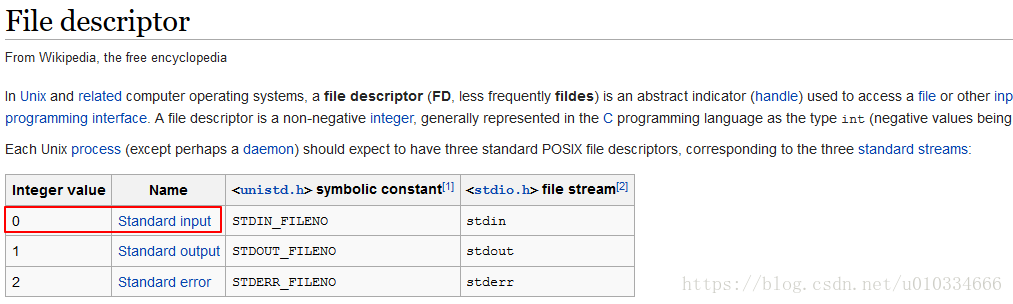 File descriptor
From Wikipedia, the free encyclopedia
In Unix and related computer operating systems, a file descriptor (FD, less frequently fildes) is an abstract indicator (handle) used to access a file or other inp
programming interface. A file descriptor is a non-negative integer, generally represented in the C programming language as the type int (negative values being
Each Unix process (except perhaps a daemon) should expect to have three standard POSIX file descriptors, corresponding to the three standard streams:
Integer value Name <unistd.h> symbolic constant[1] <stdio.h> file stream[2]
0 Standard input STDIN_FILENO stdin
1 Standard output STDOUT_FILENO stdout
2 Standard error STDERR_FILENO stderr
https://blog.csdn.net/u010334666